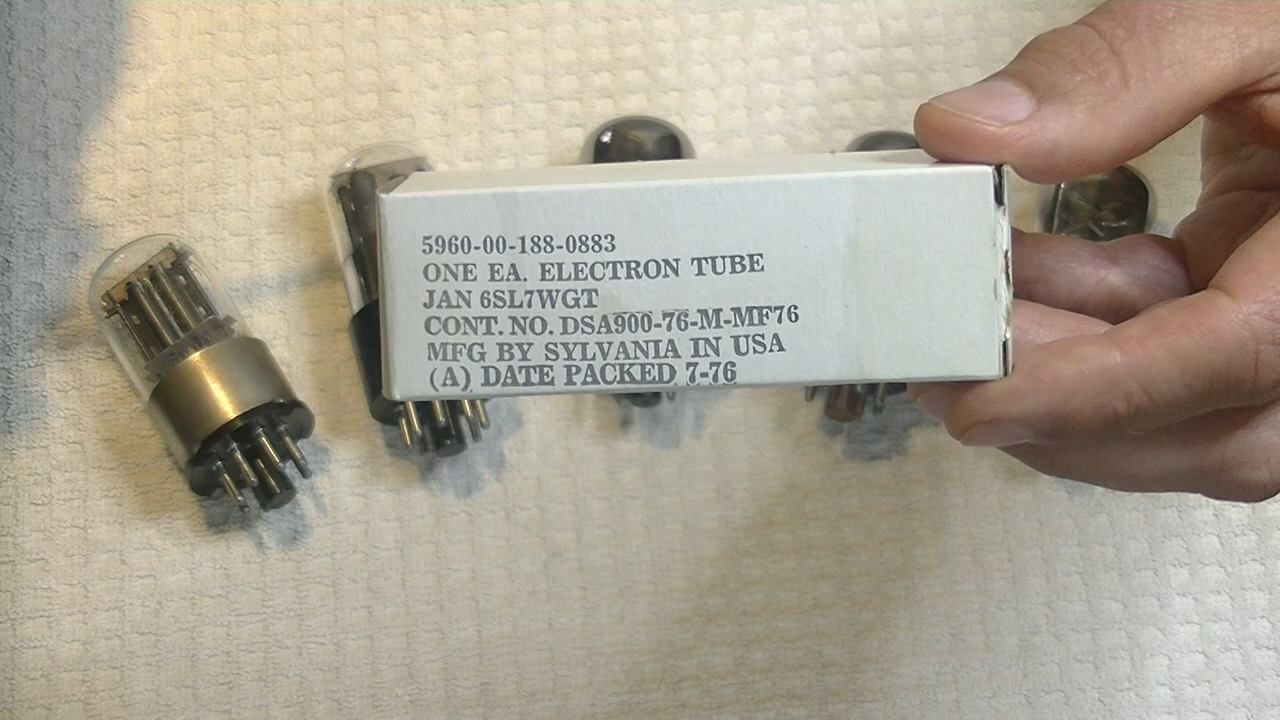 5960-00-188-0883
ONE EA. ELECTRON TUBE
JAN 6SL7WGT
CONT. NO. DSA900-76-M-MF76
MFG BY SYLVANIA IN USA
(A) DATE PACKED 7-76